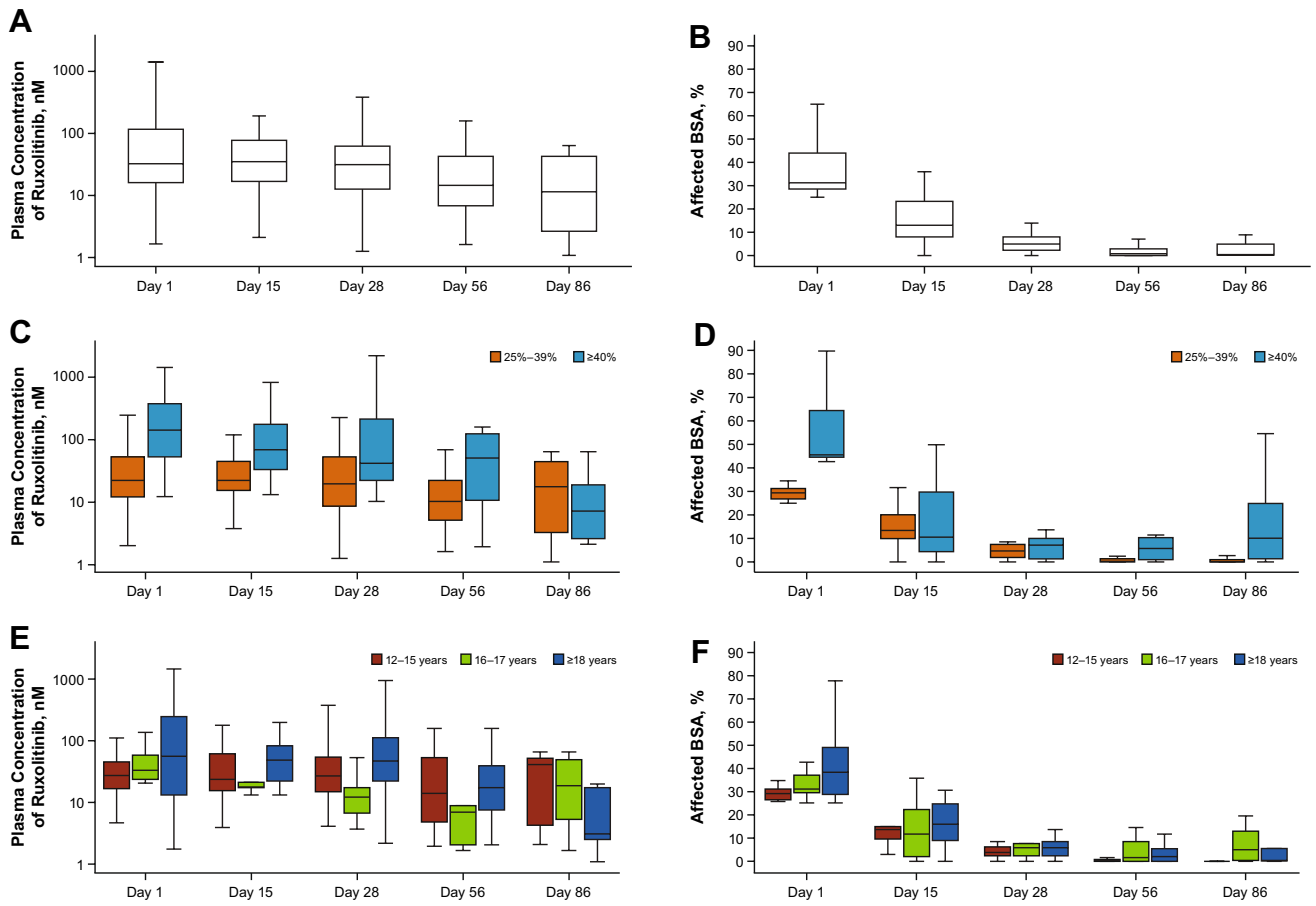 A
Plasma Concentration
of Ruxolitinib, nM
1000
100
10
1
Day 1 Day 15 Day 28 Day 56 Day 86
B
Affected BSA, %
90
80
70
60
50
40
30
20
10
0
Day 1 Day 15 Day 28 Day 56 Day 86
C
Plasma Concentration
of Ruxolitinib, nM
25%–39% ≥40%
1000
100
10
1
Day 1 Day 15 Day 28 Day 56 Day 86
D
Affected BSA, %
25%–39% ≥40%
90
80
70
60
50
40
30
20
10
0
Day 1 Day 15 Day 28 Day 56 Day 86
E
Plasma Concentration
of Ruxolitinib, nM
12–15 years 16–17 years ≥18 years
1000
100
10
1
Day 1 Day 15 Day 28 Day 56 Day 86
F
Affected BSA, %
12–15 years 16–17 years ≥18 years
90
80
70
60
50
40
30
20
10
0
Day 1 Day 15 Day 28 Day 56 Day 86